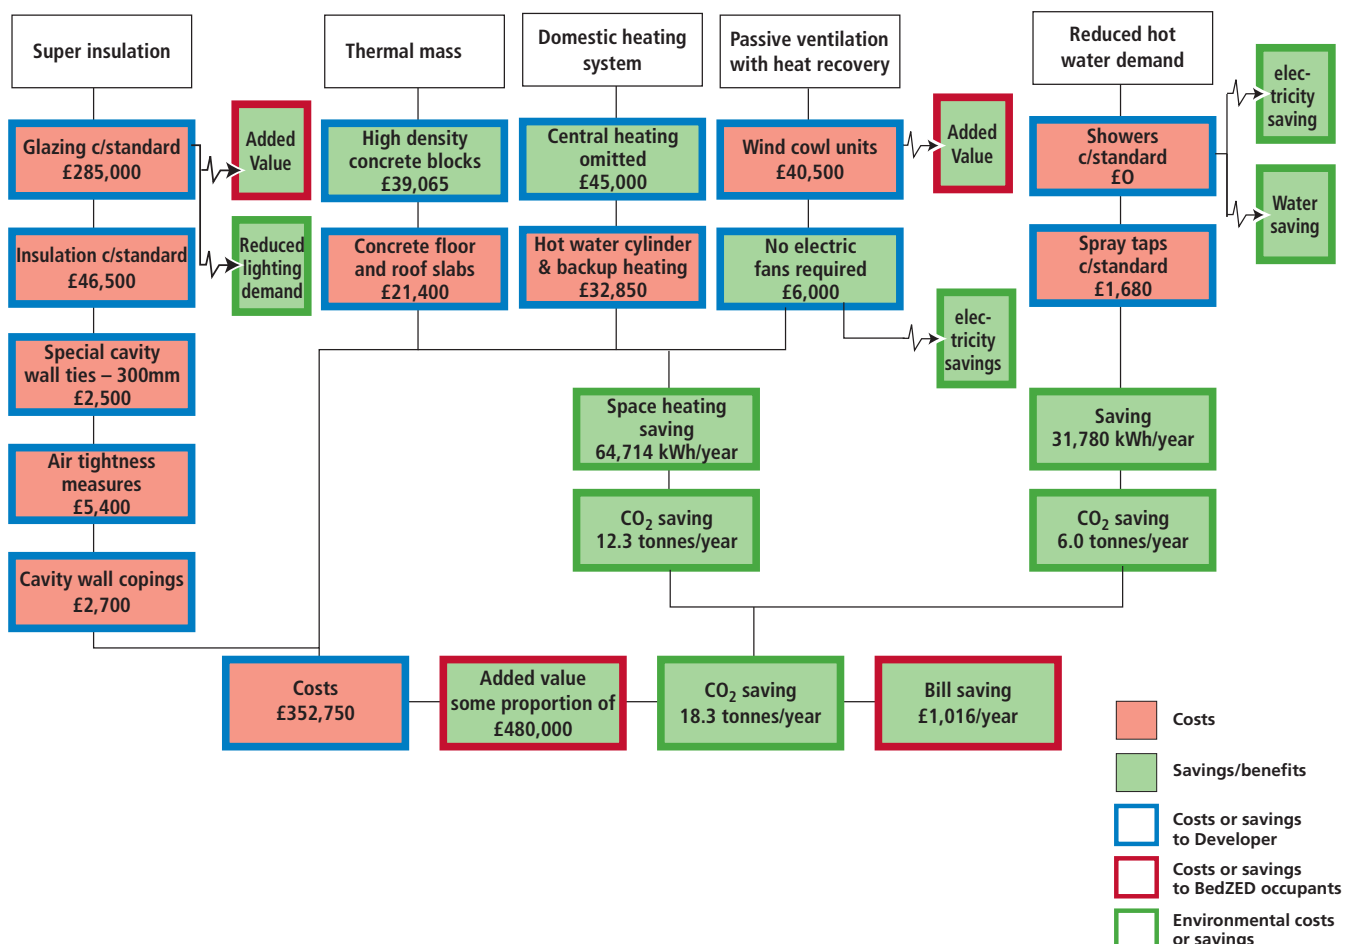 Super insulation
Thermal mass
Domestic heating
system
Passive ventilation
with heat recovery
Reduced hot
water demand
Glazing c/standard
£285,000
Added
Value
High density
concrete blocks
£39,065
Central heating
omitted
£45,000
Wind cowl units
£40,500
Added
Value
Showers
c/standard
£0
elec-
tricity
saving
Water
saving
Insulation c/standard
£46,500
Reduced
lighting
demand
Concrete floor
and roof slabs
£21,400
Hot water cylinder
& backup heating
£32,850
No electric
fans required
£6,000
elec-
tricity
savings
Spray taps
c/standard
£1,680
Special cavity
wall ties – 300mm
£2,500
Space heating
saving
64,714 kWh/year
Saving
31,780 kWh/year
Air tightness
measures
£5,400
CO2 saving
12.3 tonnes/year
CO2 saving
6.0 tonnes/year
Cavity wall copings
£2,700
Costs
£352,750
Added value
some proportion of
£480,000
CO2 saving
18.3 tonnes/year
Bill saving
£1,016/year
Costs
Savings/benefits
Costs or savings
to Developer
Costs or savings
to BedZED occupants
Environmental costs
or savings